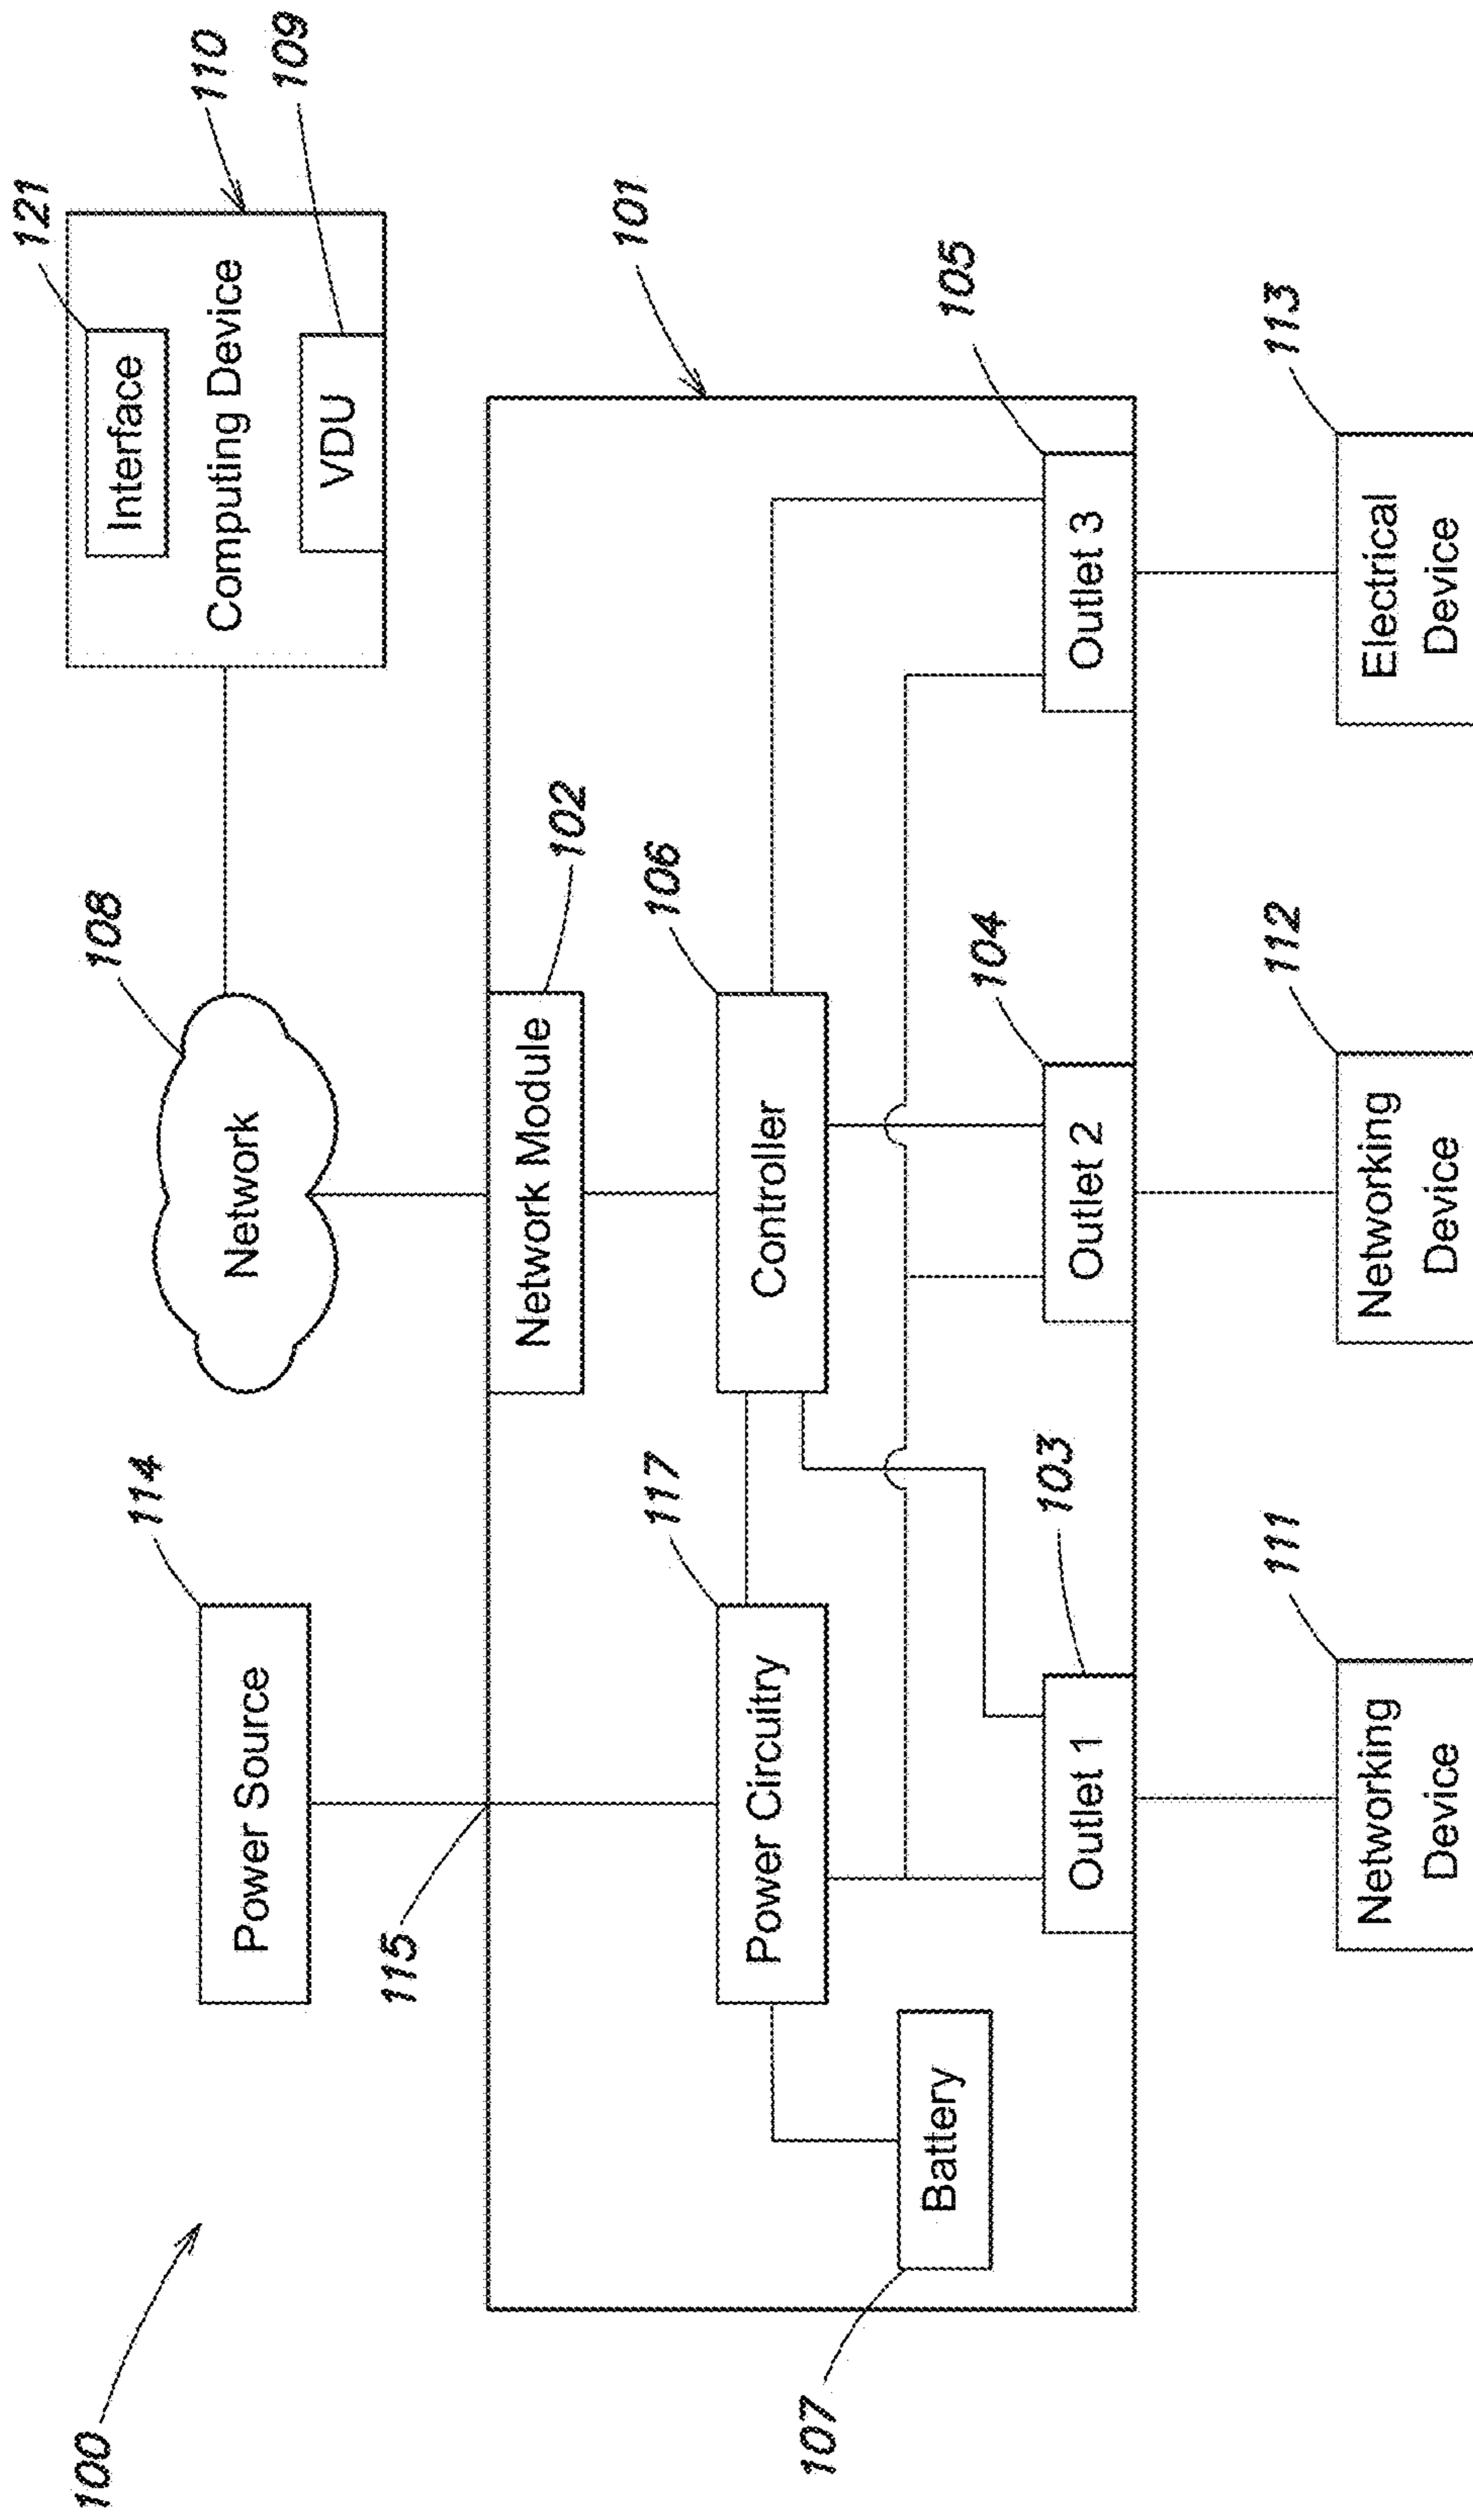 100
114
Power Source
115
108
Network
121
Interface
Computing Device
VDU
110
109
101
102
Network Module
117
Power Circuitry
106
Controller
107
Battery
103
Outlet 1
104
Outlet 2
105
Outlet 3
111
Networking
Device
112
Networking
Device
113
Electrical
Device